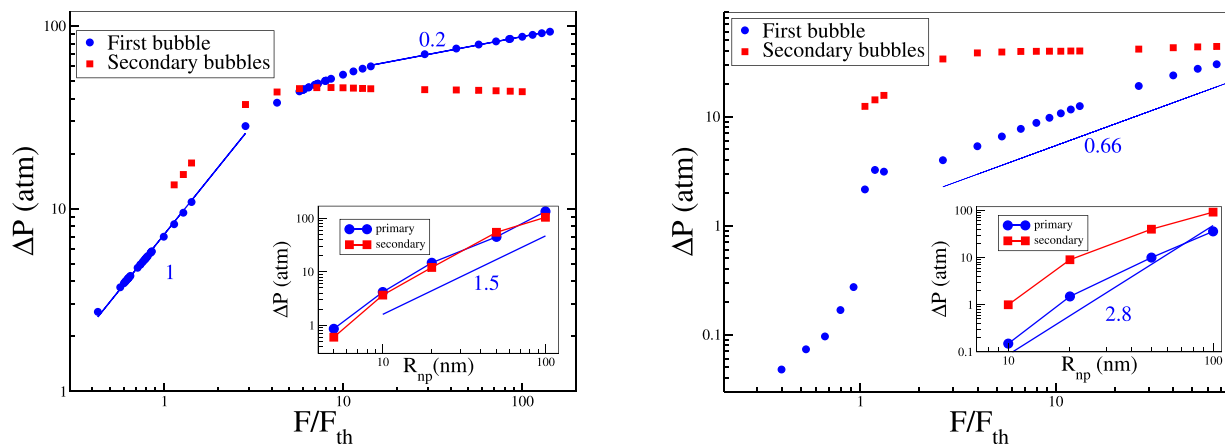 100
10
1
ΔP (atm)
First bubble
Secondary bubbles
0.2
1
primary
secondary
100
10
1
ΔP (atm)
1.5
10
100
R_np (nm)
1
1
10
100
F/F_th
10
1
0.1
ΔP (atm)
First bubble
Secondary bubbles
0.66
primary
secondary
100
10
1
0.1
ΔP (atm)
2.8
10
100
R_np (nm)
1
10
F/F_th